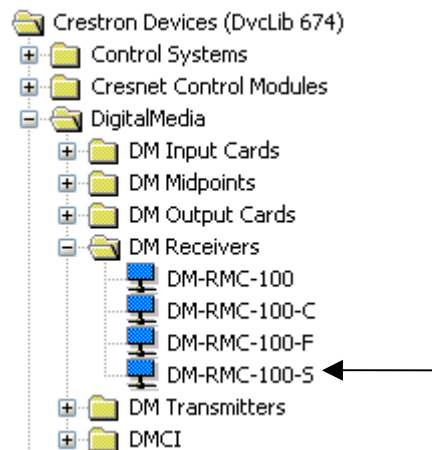 Crestron Devices (DvcLib 674)
Control Systems
Cresnet Control Modules
DigitalMedia
DM Input Cards
DM Midpoints
DM Output Cards
DM Receivers
DM-RMC-100
DM-RMC-100-C
DM-RMC-100-F
DM-RMC-100-S
DM Transmitters
DMCI